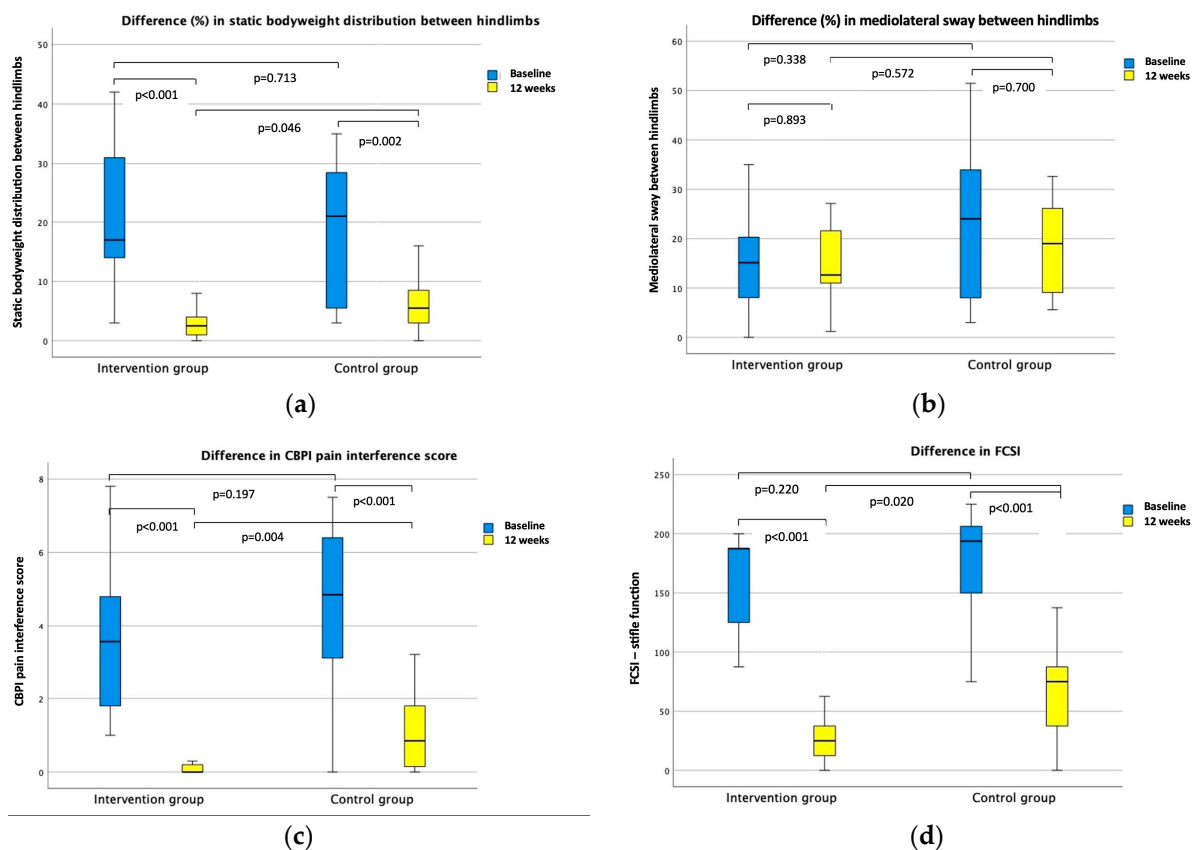 Difference (%) in static bodyweight distribution between hindlimbs
Static bodyweight distribution between hindlimbs
50
40
30
20
10
0
p=0.713
p<0.001
p=0.046
p=0.002
Baseline
12 weeks
Intervention group
Control group
(a)
Difference (%) in mediolateral sway between hindlimbs
Mediolateral sway between hindlimbs
60
50
40
30
20
10
0
p=0.338
p=0.572
p=0.700
p=0.893
Baseline
12 weeks
Intervention group
Control group
(b)
Difference in CBPI pain interference score
CBPI pain interference score
8
6
4
2
0
p=0.197
p<0.001
p<0.001
p=0.004
Baseline
12 weeks
Intervention group
Control group
(c)
Difference in FCSI
FCSI – stifle function
250
200
150
100
50
0
p=0.220
p=0.020
p<0.001
p<0.001
Baseline
12 weeks
Intervention group
Control group
(d)